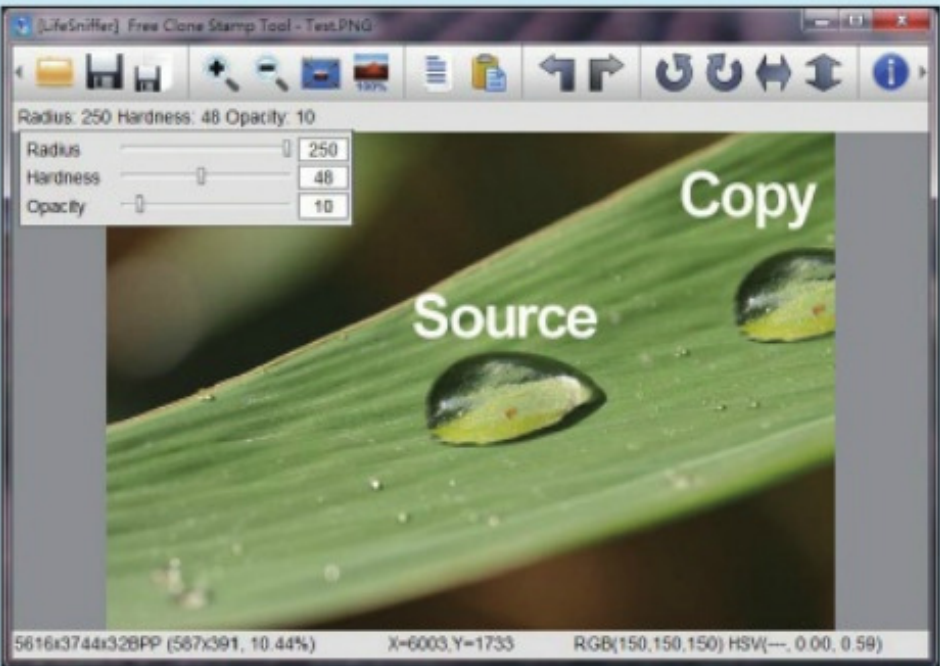 [LifeSniffer] Free Clone Stamp Tool - Test.PNG
100%
Radius: 250 Hardness: 48 Opacity: 10
Radius 250
Hardness 48
Opacity 10
Copy
Source
5616x3744x32BPP (587x391, 10.44%) X=6003,Y=1733 RGB(150,150,150) HSV(---, 0.00, 0.59)